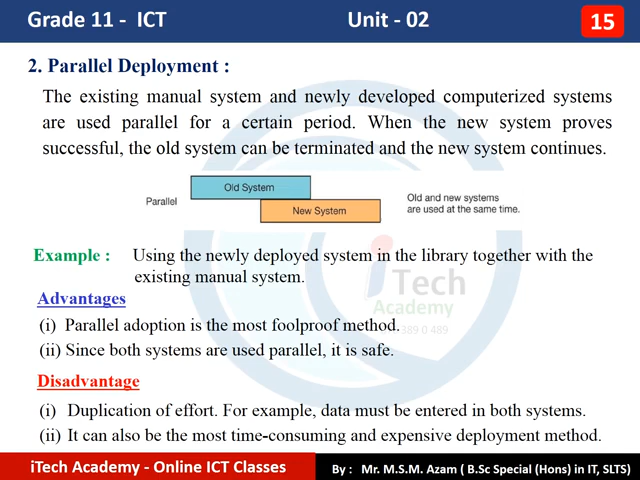 Grade 11 - ICT
Unit - 02
15
2. Parallel Deployment :
The existing manual system and newly developed computerized systems
are used parallel for a certain period. When the new system proves
successful, the old system can be terminated and the new system continues.
Parallel
Old System
New System
Old and new systems
are used at the same time.
Example : Using the newly deployed system in the library together with the
existing manual system.
iTech
Academy
389 0 489
Advantages
(i) Parallel adoption is the most foolproof method.
(ii) Since both systems are used parallel, it is safe.
Disadvantage
(i) Duplication of effort. For example, data must be entered in both systems.
(ii) It can also be the most time-consuming and expensive deployment method.
iTech Academy - Online ICT Classes
By : Mr. M.S.M. Azam ( B.Sc Special (Hons) in IT, SLTS)